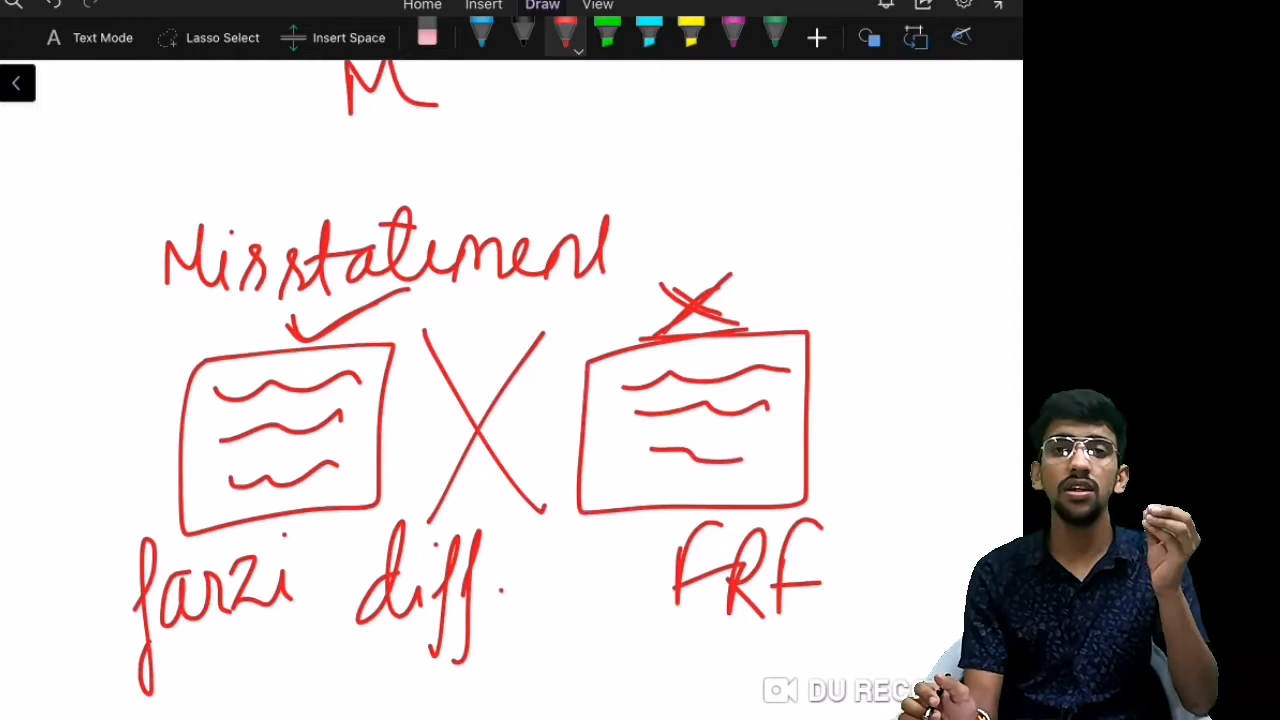 Home Insert Draw View
A Text Mode Lasso Select Insert Space
M
Misstatement
farzi diff. FRF
DU REC